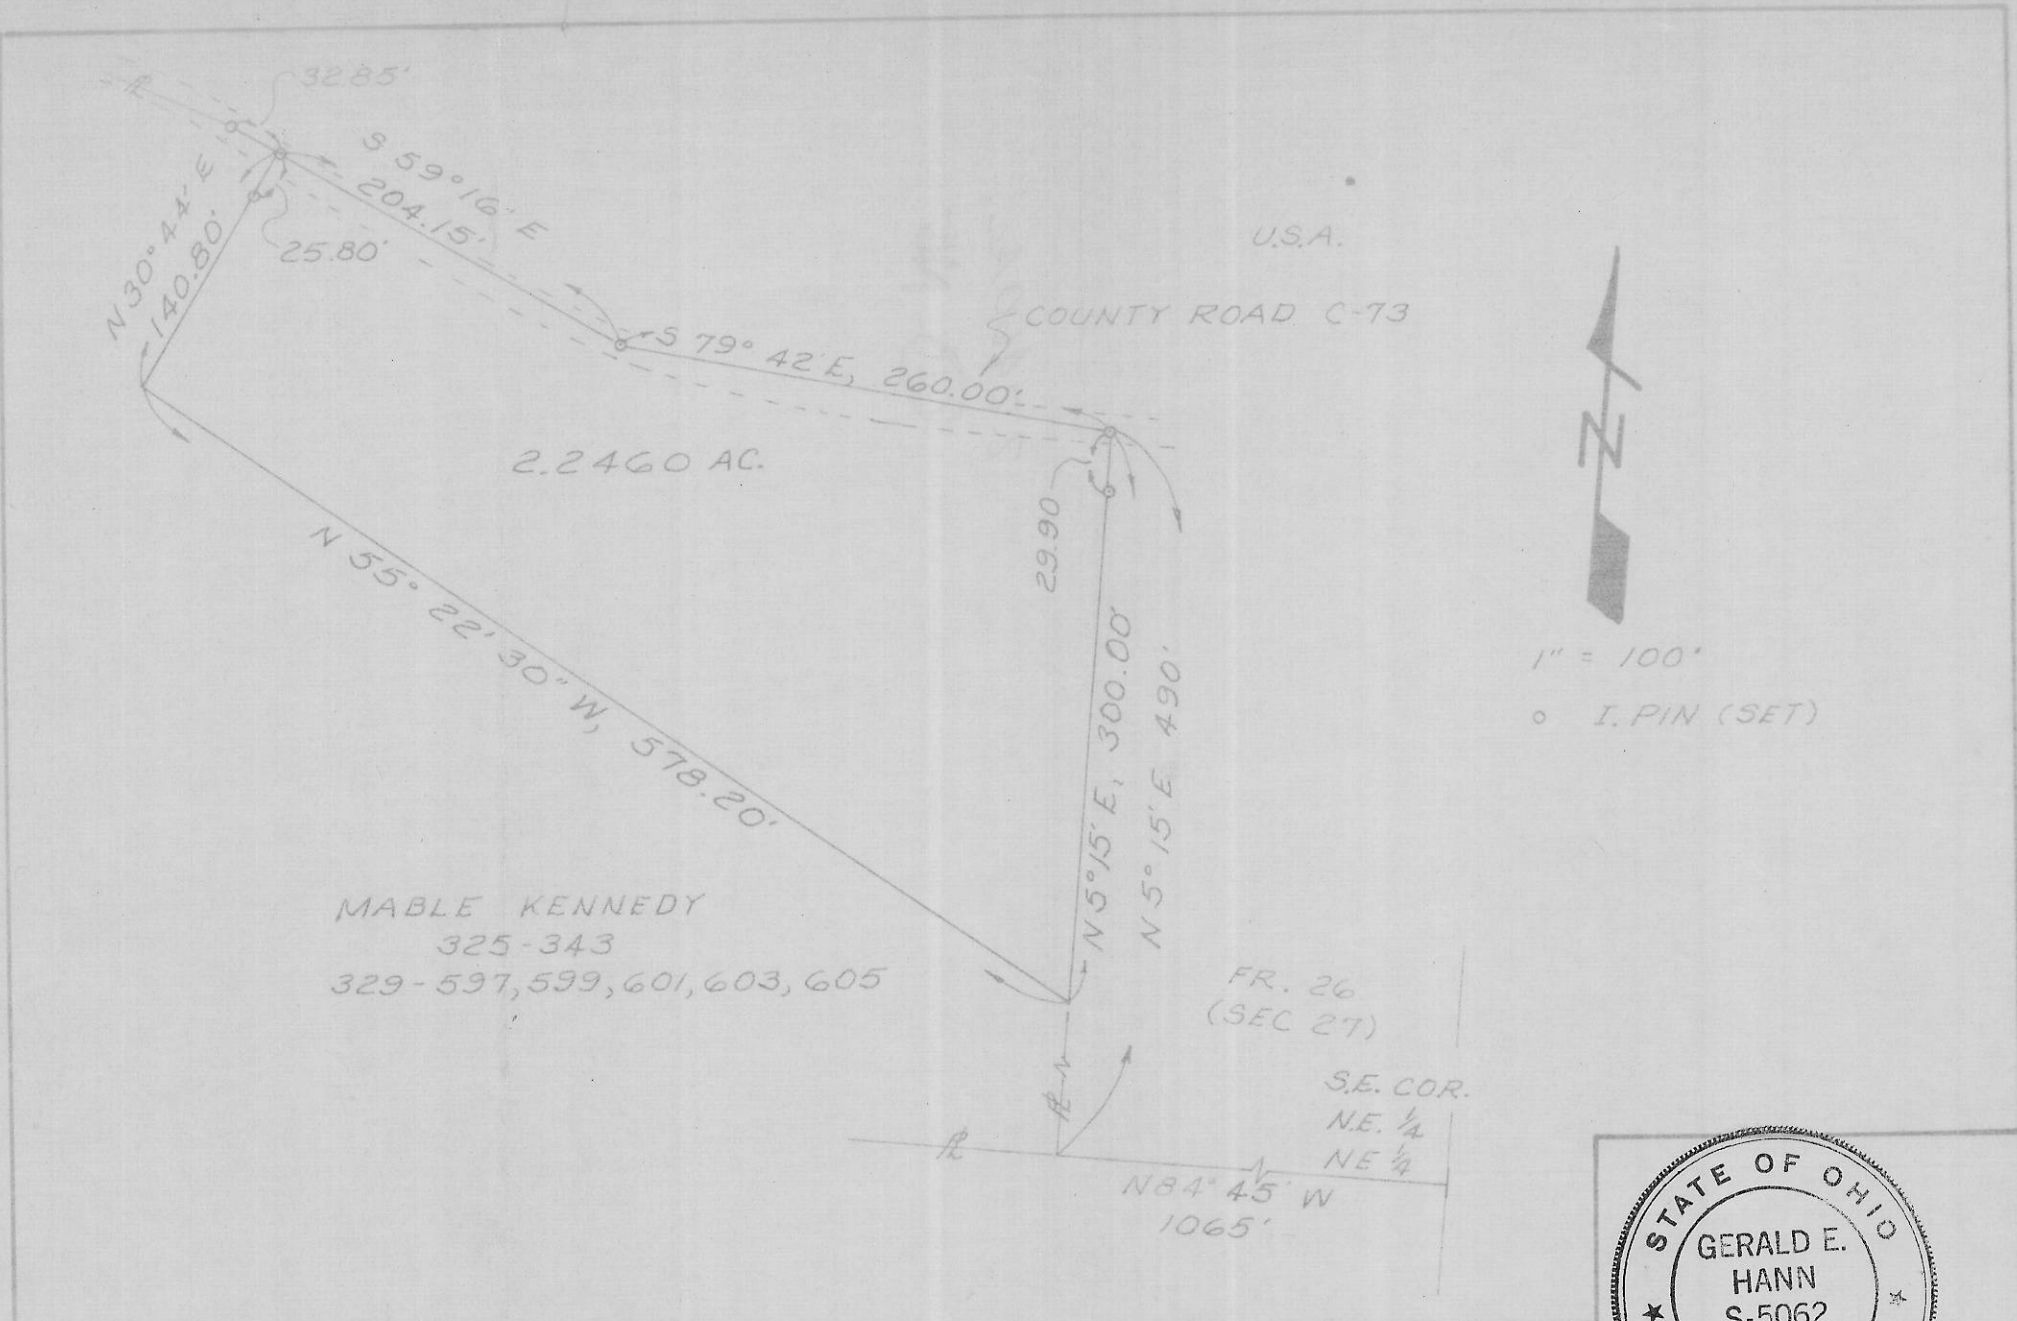 32.85'
S 59° 16' E
204.15'
N 30° 44' E
140.80'
25.80'
U.S.A.
COUNTY ROAD C-73
S 79° 42' E, 260.00'
2.2460 AC.
N
29.90
N 55° 22' 30" W, 578.20'
N 5° 15' E, 300.00'
N 5° 15' E 490'
1" = 100'
o I. PIN (SET)
MABLE KENNEDY
325-343
329-597, 599, 601, 603, 605
FR. 26
(SEC 27)
S.E. COR.
N.E. 1/4
NE 1/4
N 84° 45' W
1065'
STATE OF OHIO
GERALD E.
HANN
S-5062